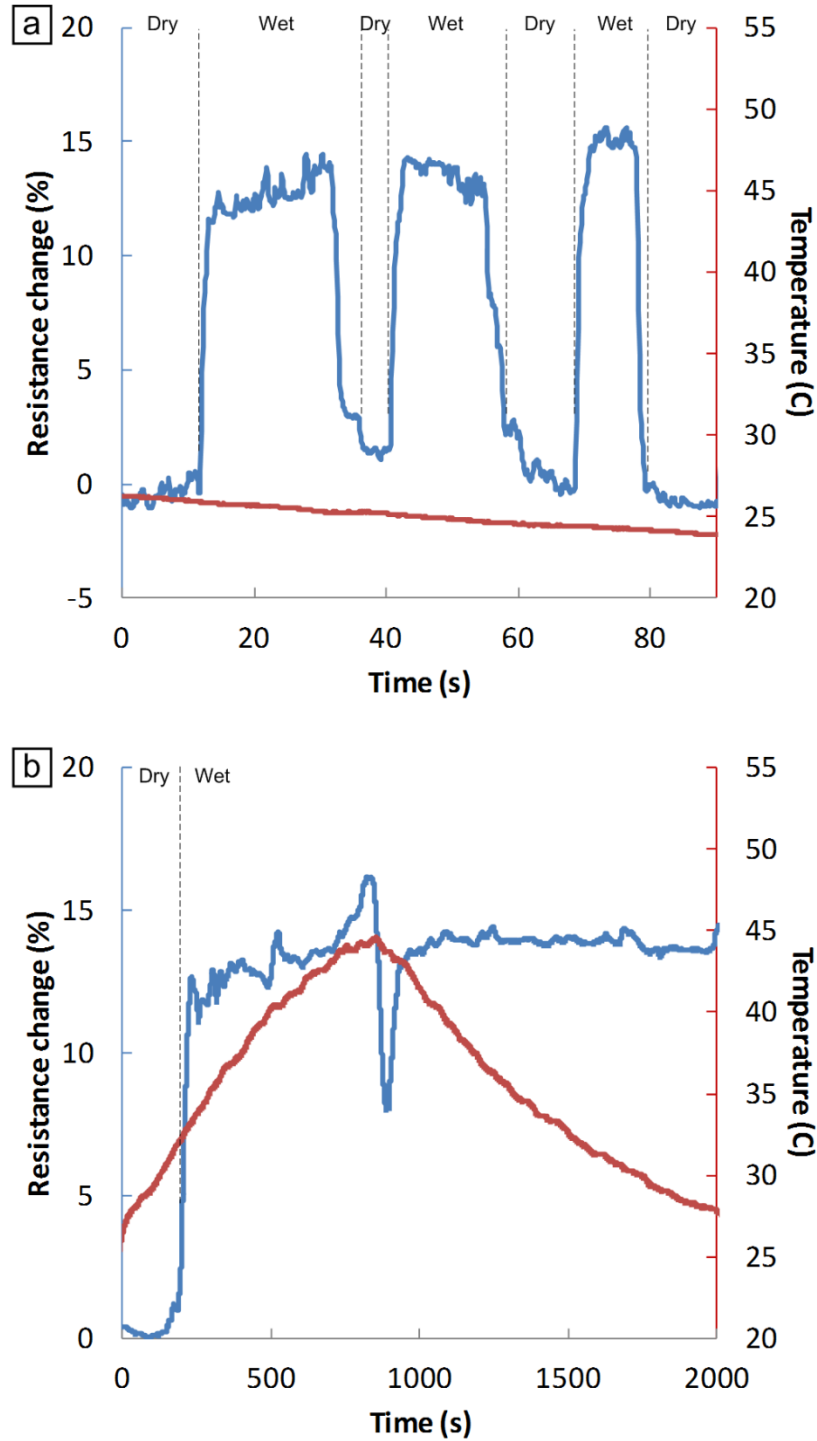 a
Dry Wet Dry Wet Dry Wet Dry
20 55
50
15 45
10 40
35
5 30
0 25
-5 20
0 20 40 60 80
Resistance change (%)
Temperature (C)
Time (s)
b
Dry Wet
20 55
50
15 45
40
10 35
5 30
25
0 20
0 500 1000 1500 2000
Resistance change (%)
Temperature (C)
Time (s)